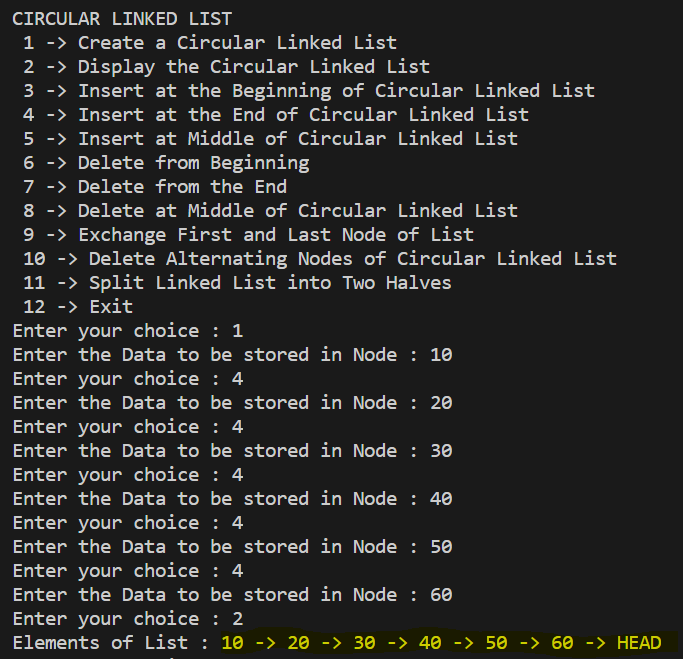 CIRCULAR LINKED LIST
1 -> Create a Circular Linked List
2 -> Display the Circular Linked List
3 -> Insert at the Beginning of Circular Linked List
4 -> Insert at the End of Circular Linked List
5 -> Insert at Middle of Circular Linked List
6 -> Delete from Beginning
7 -> Delete from the End
8 -> Delete at Middle of Circular Linked List
9 -> Exchange First and Last Node of List
10 -> Delete Alternating Nodes of Circular Linked List
11 -> Split Linked List into Two Halves
12 -> Exit
Enter your choice : 1
Enter the Data to be stored in Node : 10
Enter your choice : 4
Enter the Data to be stored in Node : 20
Enter your choice : 4
Enter the Data to be stored in Node : 30
Enter your choice : 4
Enter the Data to be stored in Node : 40
Enter your choice : 4
Enter the Data to be stored in Node : 50
Enter your choice : 4
Enter the Data to be stored in Node : 60
Enter your choice : 2
Elements of List : 10 -> 20 -> 30 -> 40 -> 50 -> 60 -> HEAD